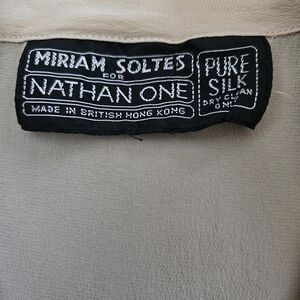 MIRIAM SOLTES
FOR
NATHAN ONE
MADE IN BRITISH HONG KONG
PURE
SILK
DRY CLEAN
ONLY